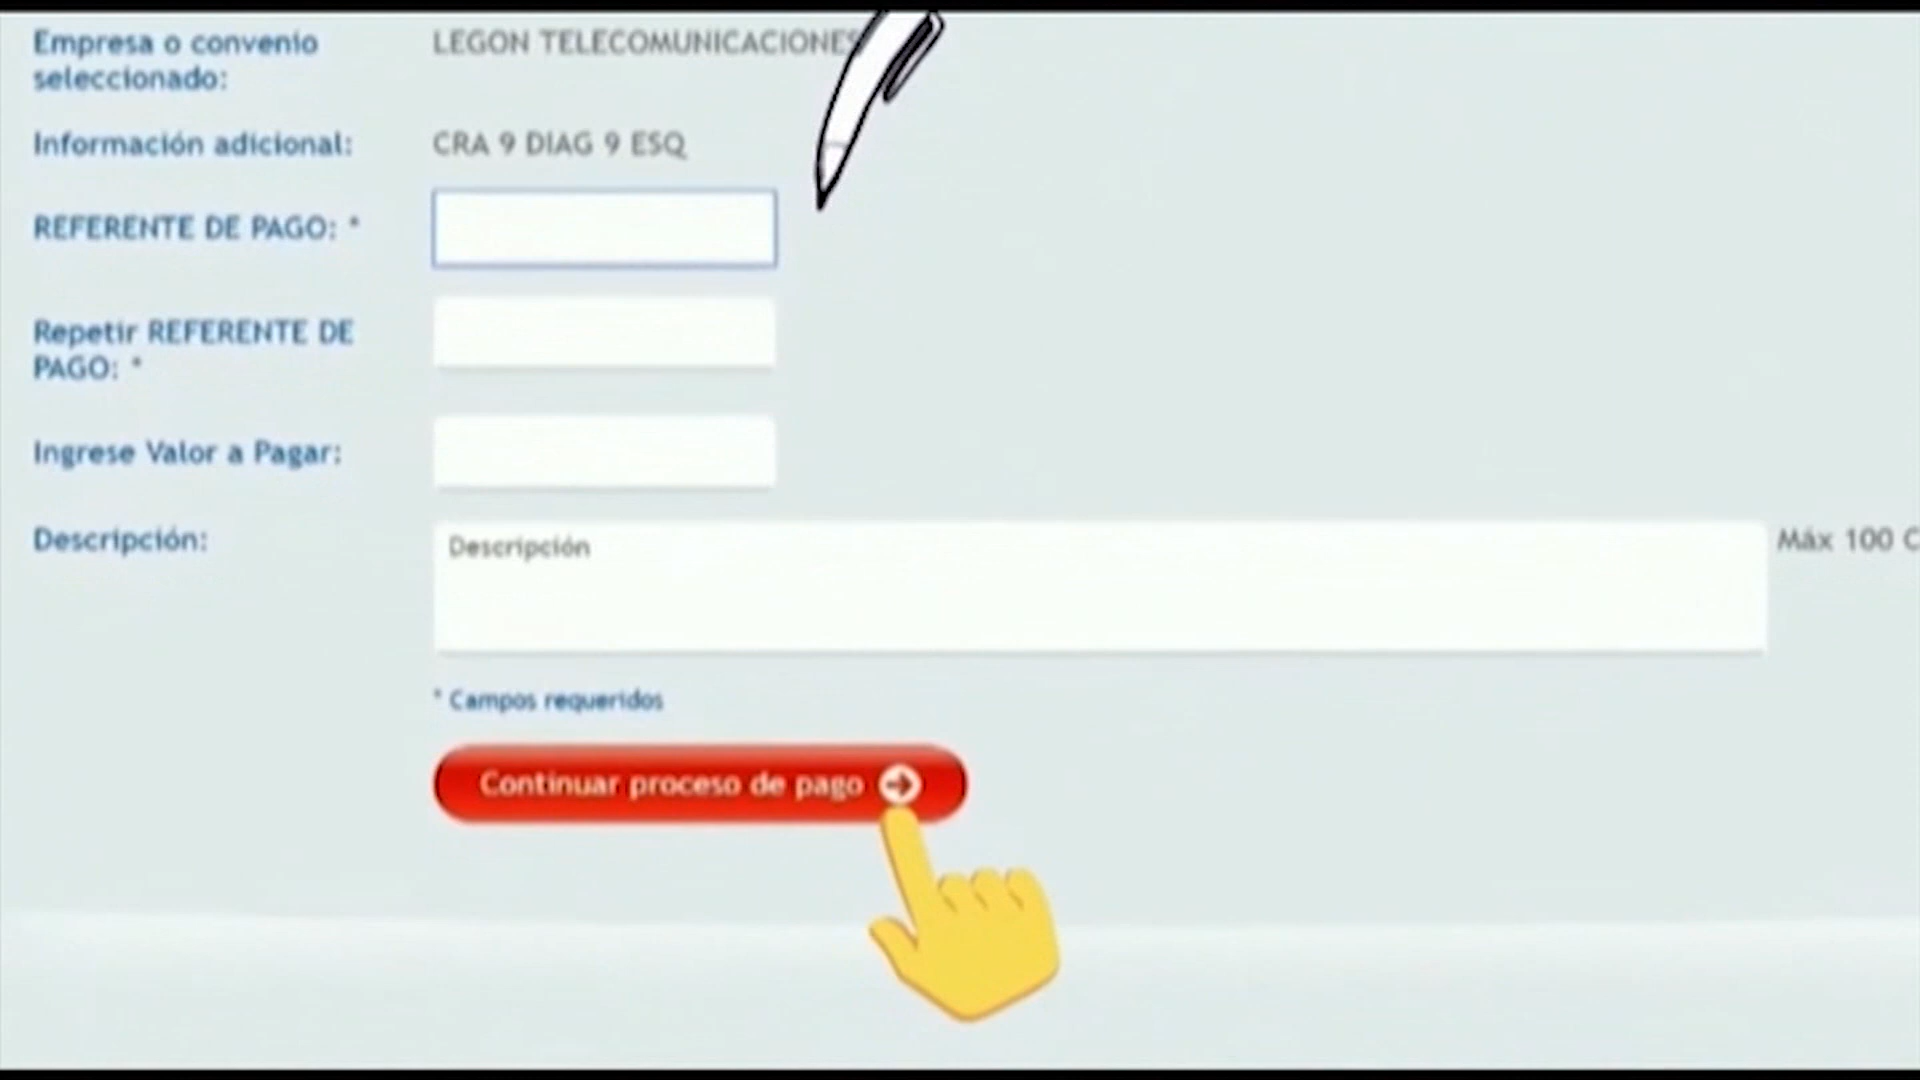 Empresa o convenio
seleccionado:
LEGON TELECOMUNICACIONES
Información adicional:
CRA 9 DIAG 9 ESQ
REFERENTE DE PAGO: *
Repetir REFERENTE DE
PAGO: *
Ingrese Valor a Pagar:
Descripción:
Descripción
Máx 100 C
* Campos requeridos
Continuar proceso de pago